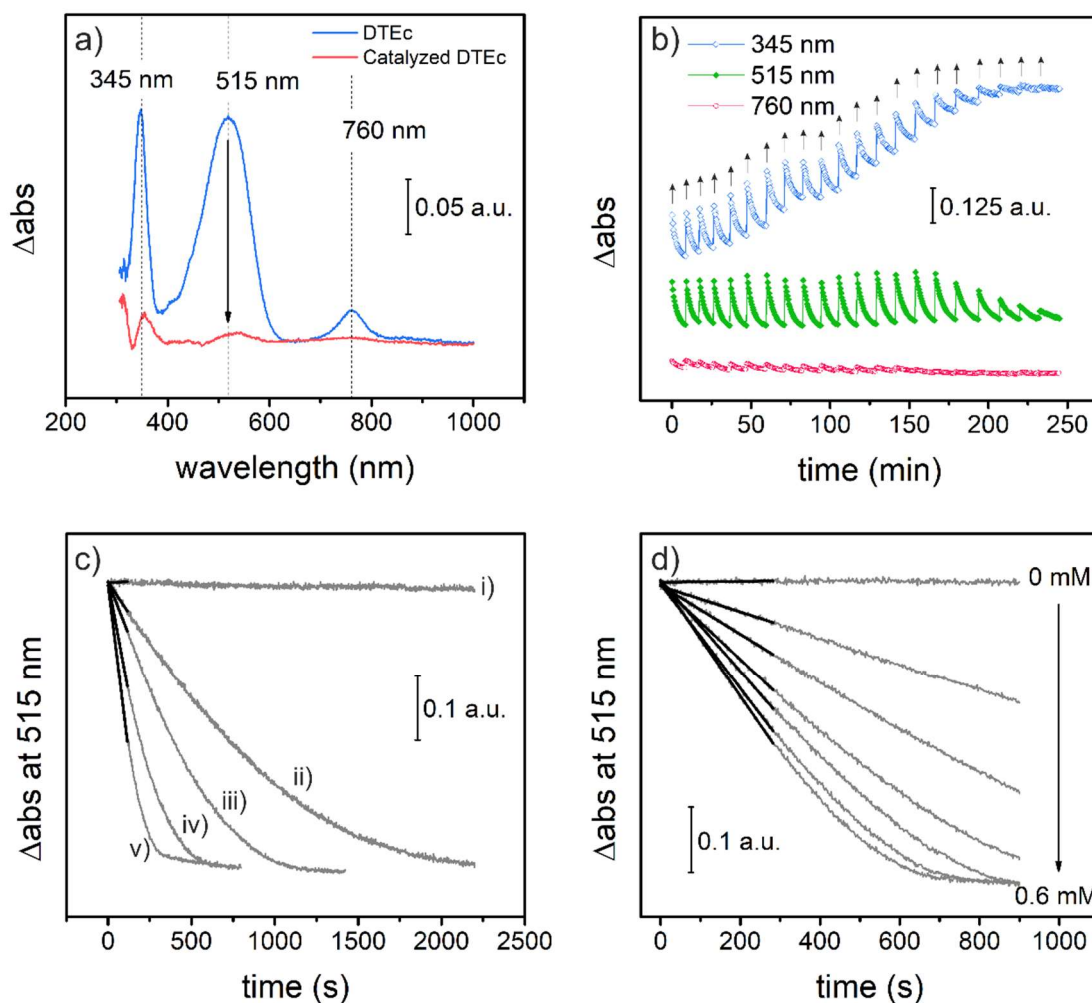 a)
DTEc
Catalyzed DTEc
345 nm
515 nm
760 nm
0.05 a.u.
Δabs
200
400
600
800
1000
wavelength (nm)
b)
345 nm
515 nm
760 nm
0.125 a.u.
Δabs
0
50
100
150
200
250
time (min)
c)
i)
ii)
iii)
iv)
v)
0.1 a.u.
Δabs at 515 nm
0
500
1000
1500
2000
2500
time (s)
d)
0 mM
0.6 mM
0.1 a.u.
Δabs at 515 nm
0
200
400
600
800
1000
time (s)